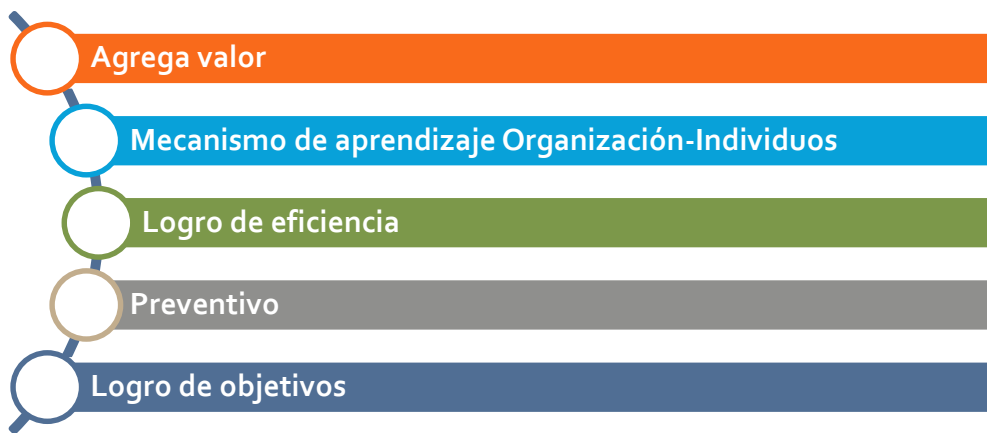 Agrega valor
Mecanismo de aprendizaje Organización-Individuos
Logro de eficiencia
Preventivo
Logro de objetivos